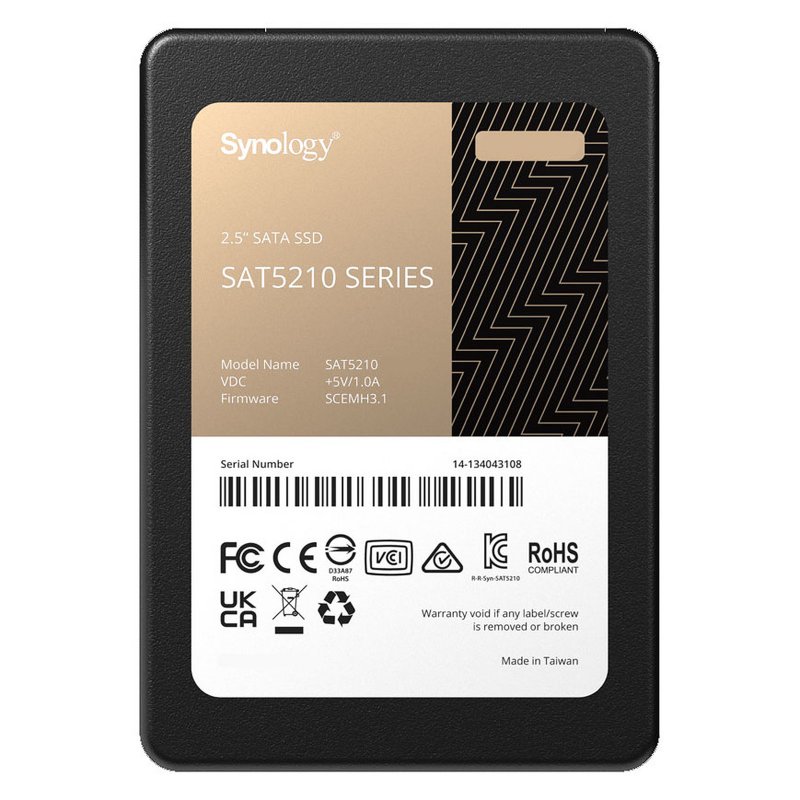 Synology®
2.5" SATA SSD
SAT5210 SERIES
Model Name SAT5210
VDC +5V/1.0A
Firmware SCEMH3.1
Serial Number 14-134043108
FC CE D33A87 RoHS VCI R-R-Syn-SAT5210 RoHS COMPLIANT
UK CA
Warranty void if any label/screw
is removed or broken
Made in Taiwan